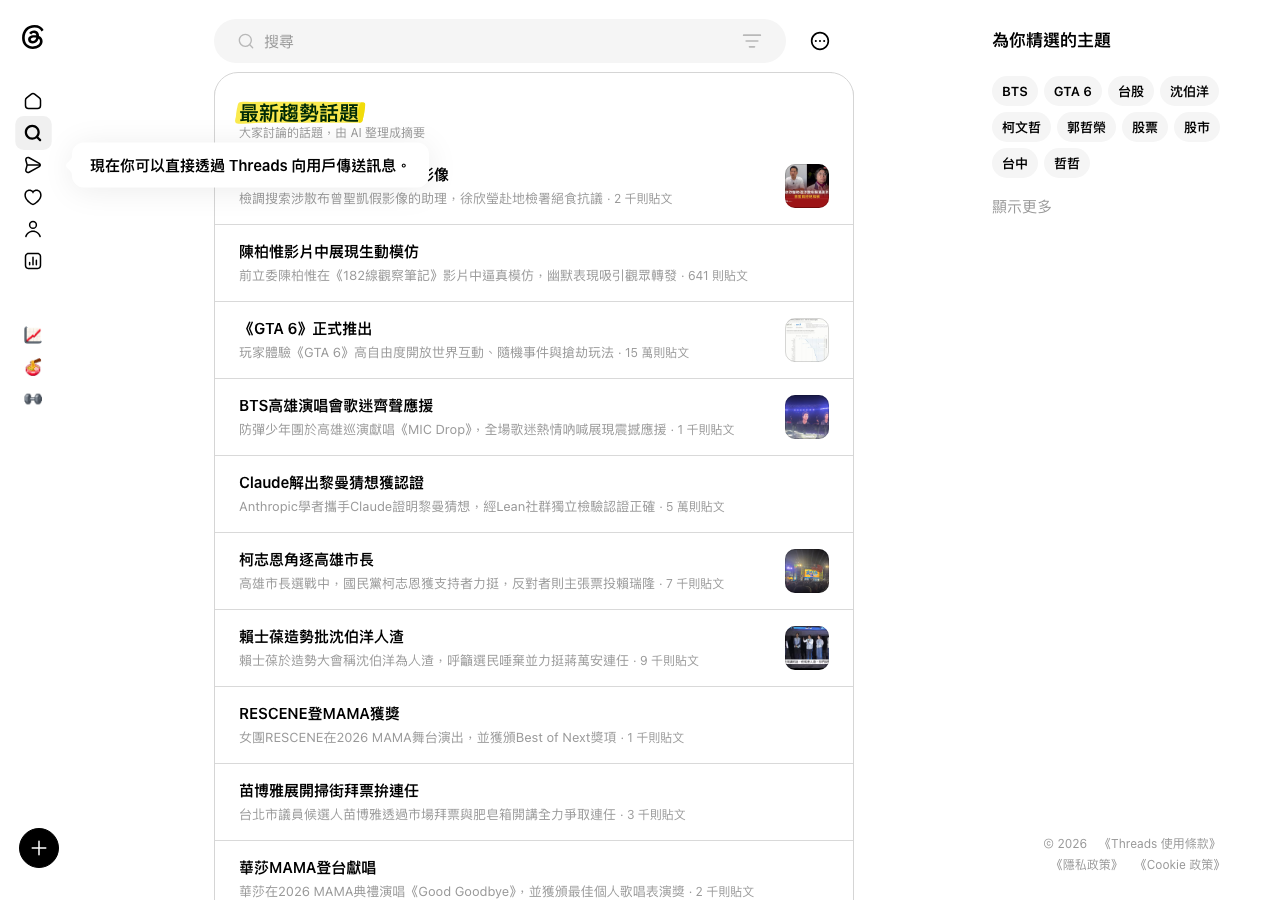 搜尋
最新趨勢話題
大家討論的話題，由 AI 整理成摘要
現在你可以直接透過 Threads 向用戶傳送訊息。
影像
檢調搜索涉散布曾聖凱假影像的助理，徐欣瑩赴地檢署絕食抗議 · 2 千則貼文
陳柏惟影片中展現生動模仿
前立委陳柏惟在《182線觀察筆記》影片中逼真模仿，幽默表現吸引觀眾轉發 · 641 則貼文
《GTA 6》正式推出
玩家體驗《GTA 6》高自由度開放世界互動、隨機事件與搶劫玩法 · 15 萬則貼文
BTS高雄演唱會歌迷齊聲應援
防彈少年團於高雄巡演獻唱《MIC Drop》，全場歌迷熱情吶喊展現震撼應援 · 1 千則貼文
Claude解出黎曼猜想獲認證
Anthropic學者攜手Claude證明黎曼猜想，經Lean社群獨立檢驗認證正確 · 5 萬則貼文
柯志恩角逐高雄市長
高雄市長選戰中，國民黨柯志恩獲支持者力挺，反對者則主張票投賴瑞隆 · 7 千則貼文
賴士葆造勢批沈伯洋人渣
賴士葆於造勢大會稱沈伯洋為人渣，呼籲選民唾棄並力挺蔣萬安連任 · 9 千則貼文
RESCENE登MAMA獲獎
女團RESCENE在2026 MAMA舞台演出，並獲頒Best of Next獎項 · 1 千則貼文
苗博雅展開掃街拜票拚連任
台北市議員候選人苗博雅透過市場拜票與肥皂箱開講全力爭取連任 · 3 千則貼文
華莎MAMA登台獻唱
華莎在2026 MAMA典禮演唱《Good Goodbye》，並獲頒最佳個人歌唱表演獎 · 2 千則貼文
為你精選的主題
BTS GTA 6 台股 沈伯洋
柯文哲 郭哲榮 股票 股市
台中 哲哲
顯示更多
© 2026 《Threads 使用條款》
《隱私政策》 《Cookie 政策》